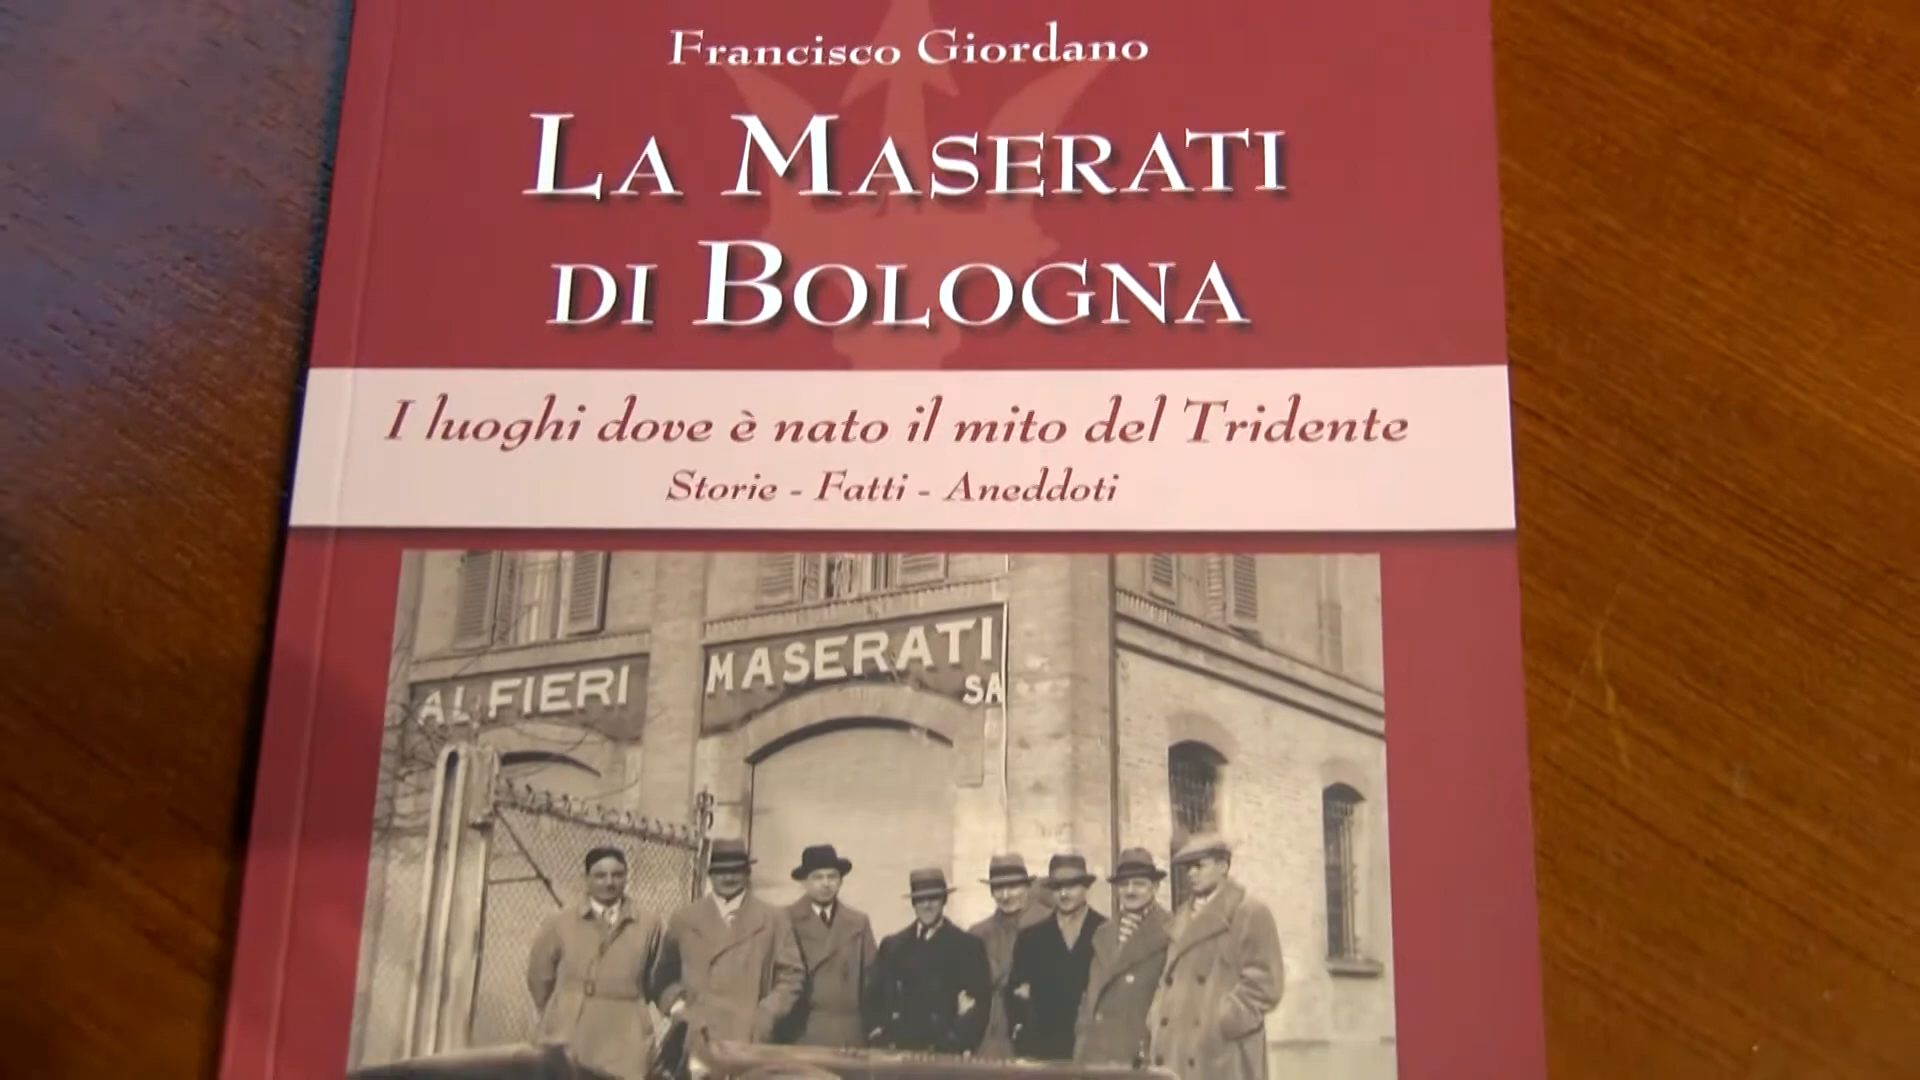 Francisco Giordano
LA MASERATI
DI BOLOGNA
I luoghi dove è nato il mito del Tridente
Storie - Fatti - Aneddoti
ALFIERI MASERATI
SA